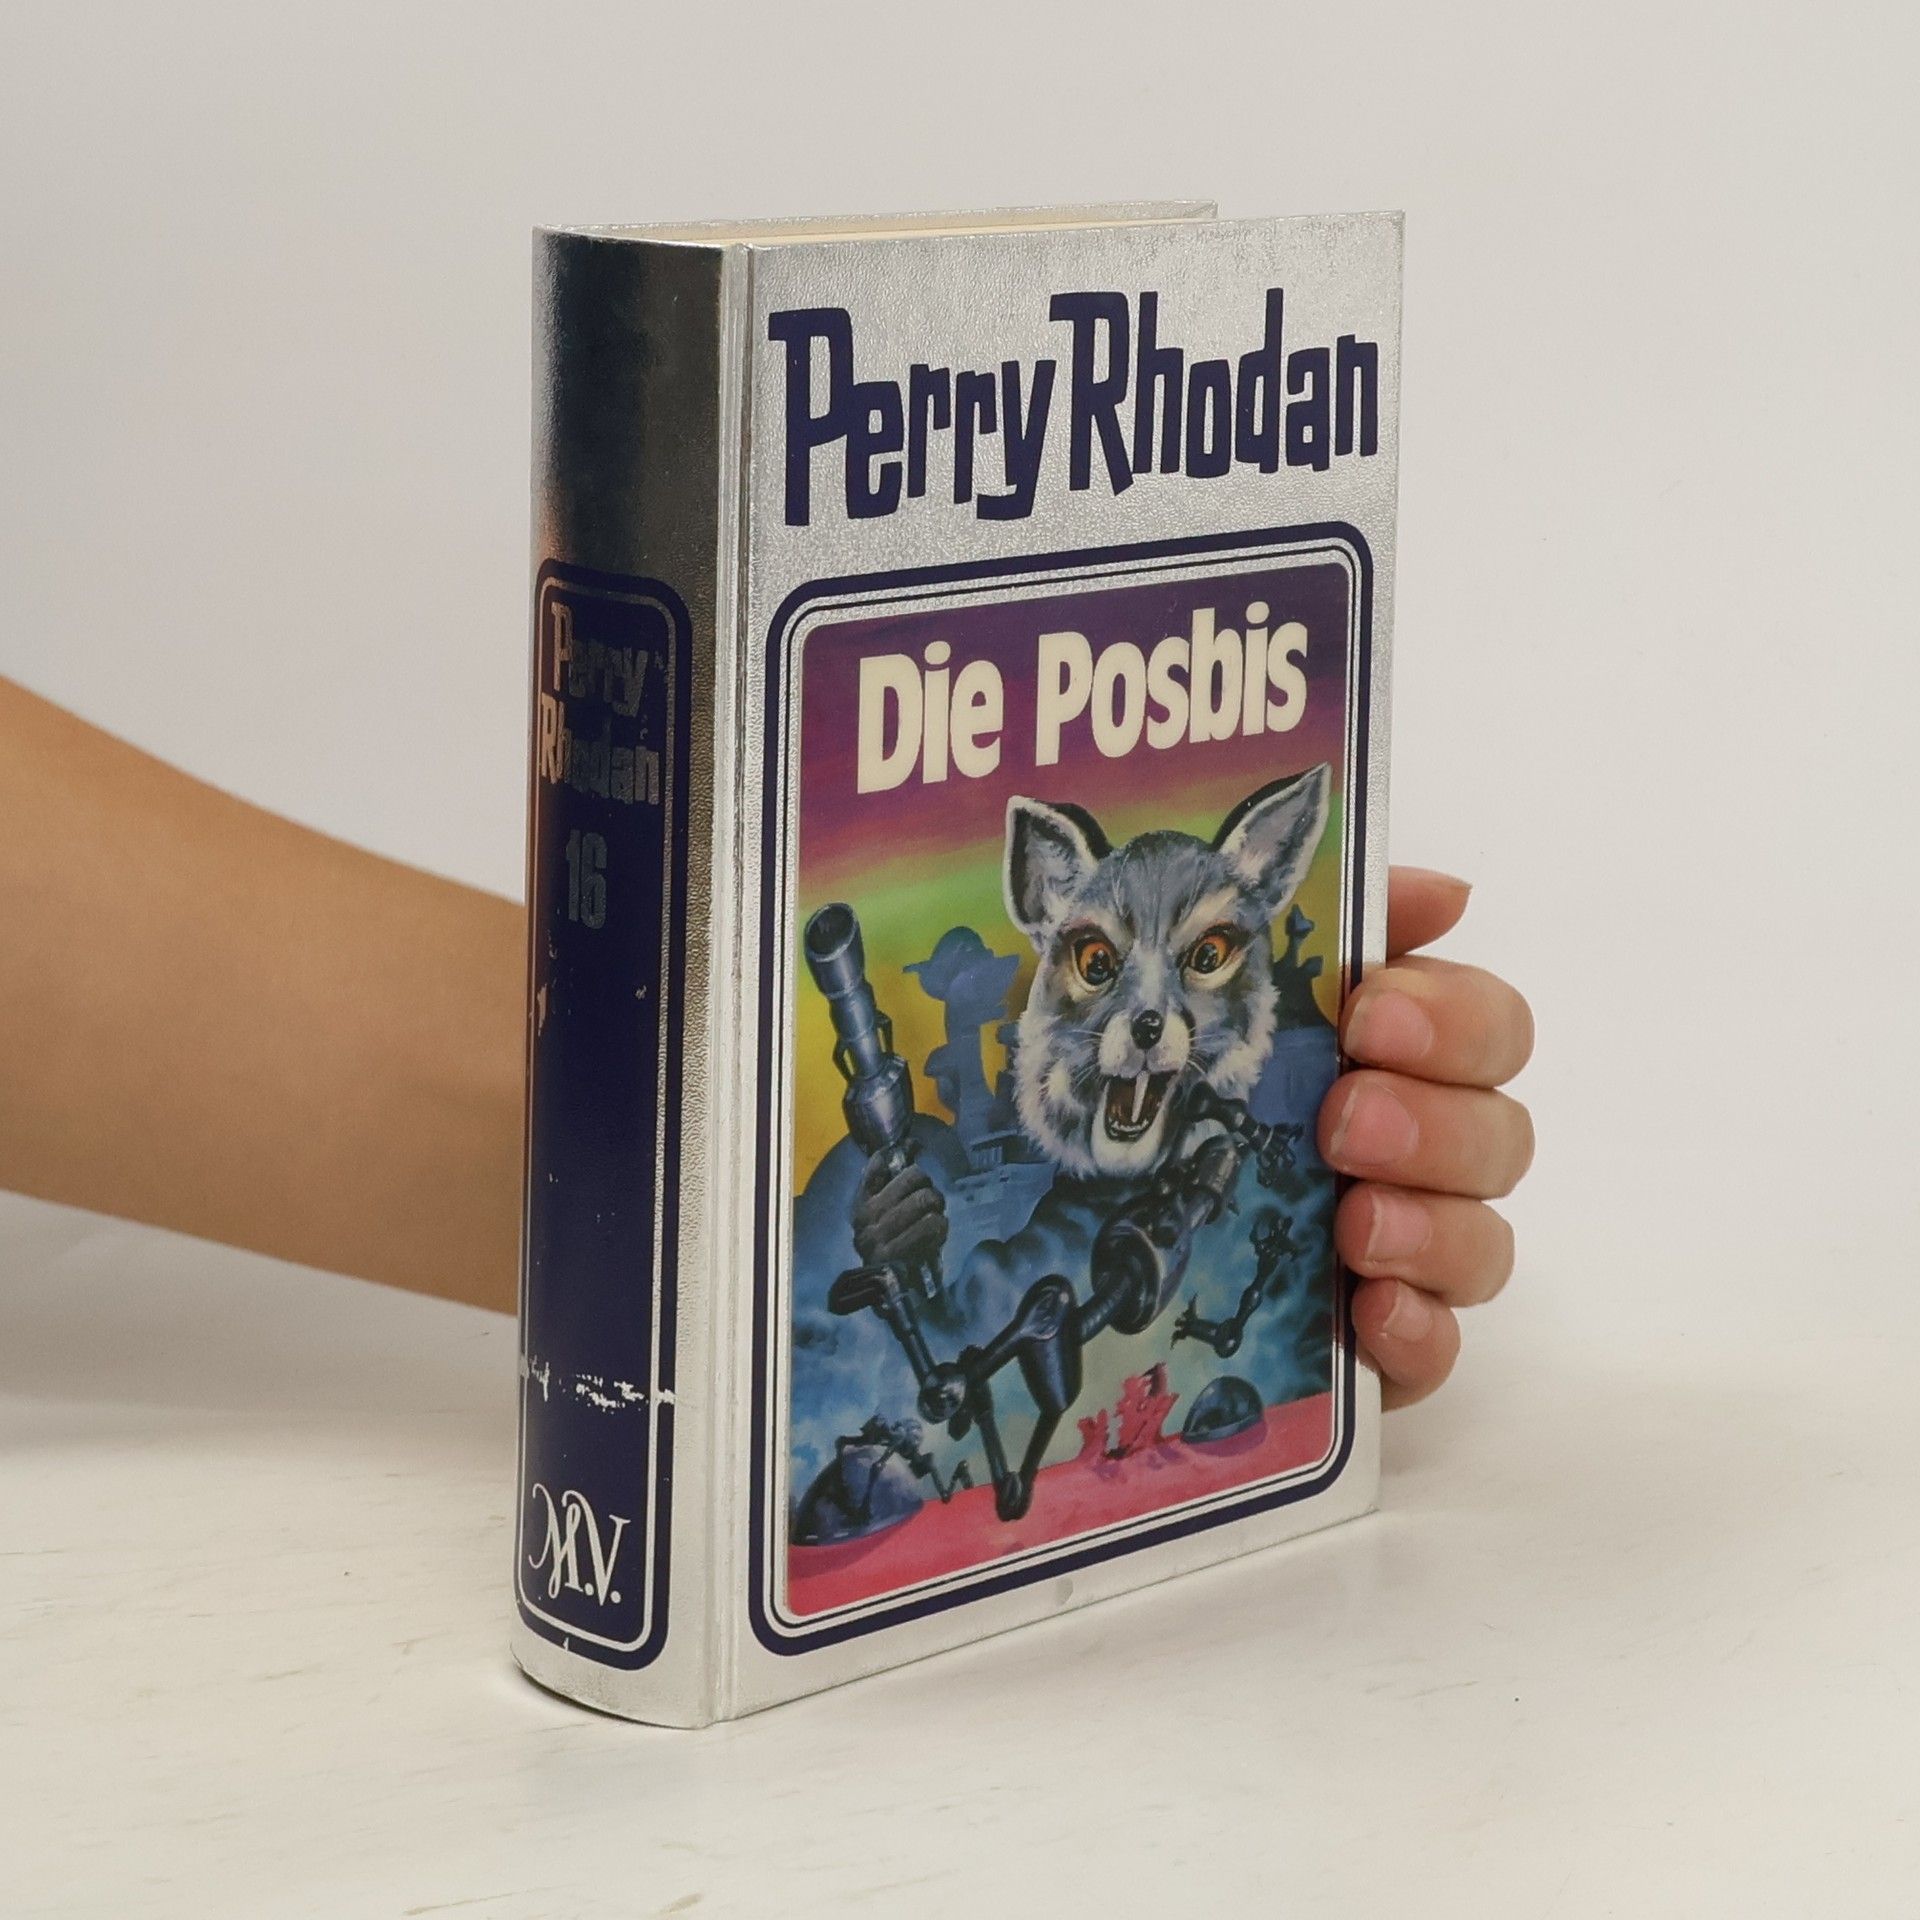 Perry Rhodan
Die Posbis
Perry
Rhodan
16
M.V.